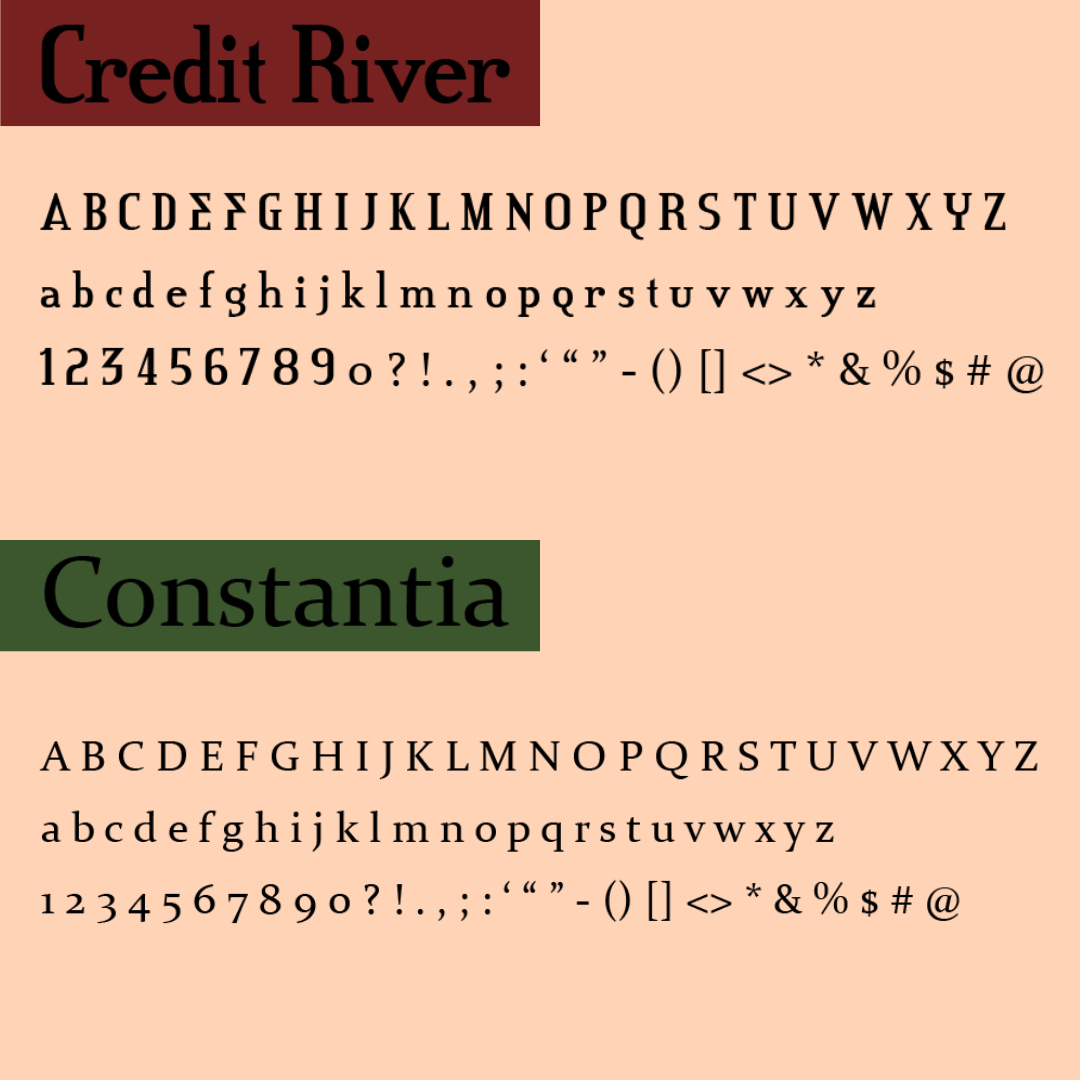 Credit River
A B C D E F G H I J K L M N O P Q R S T U V W X Y Z
a b c d e f g h i j k l m n o p q r s t u v w x y z
1 2 3 4 5 6 7 8 9 0 ? ! . , ; : ‘ “ ” - () [] <> * & % $ # @
Constantia
A B C D E F G H I J K L M N O P Q R S T U V W X Y Z
a b c d e f g h i j k l m n o p q r s t u v w x y z
1 2 3 4 5 6 7 8 9 0 ? ! . , ; : ‘ “ ” - () [] <> * & % $ # @